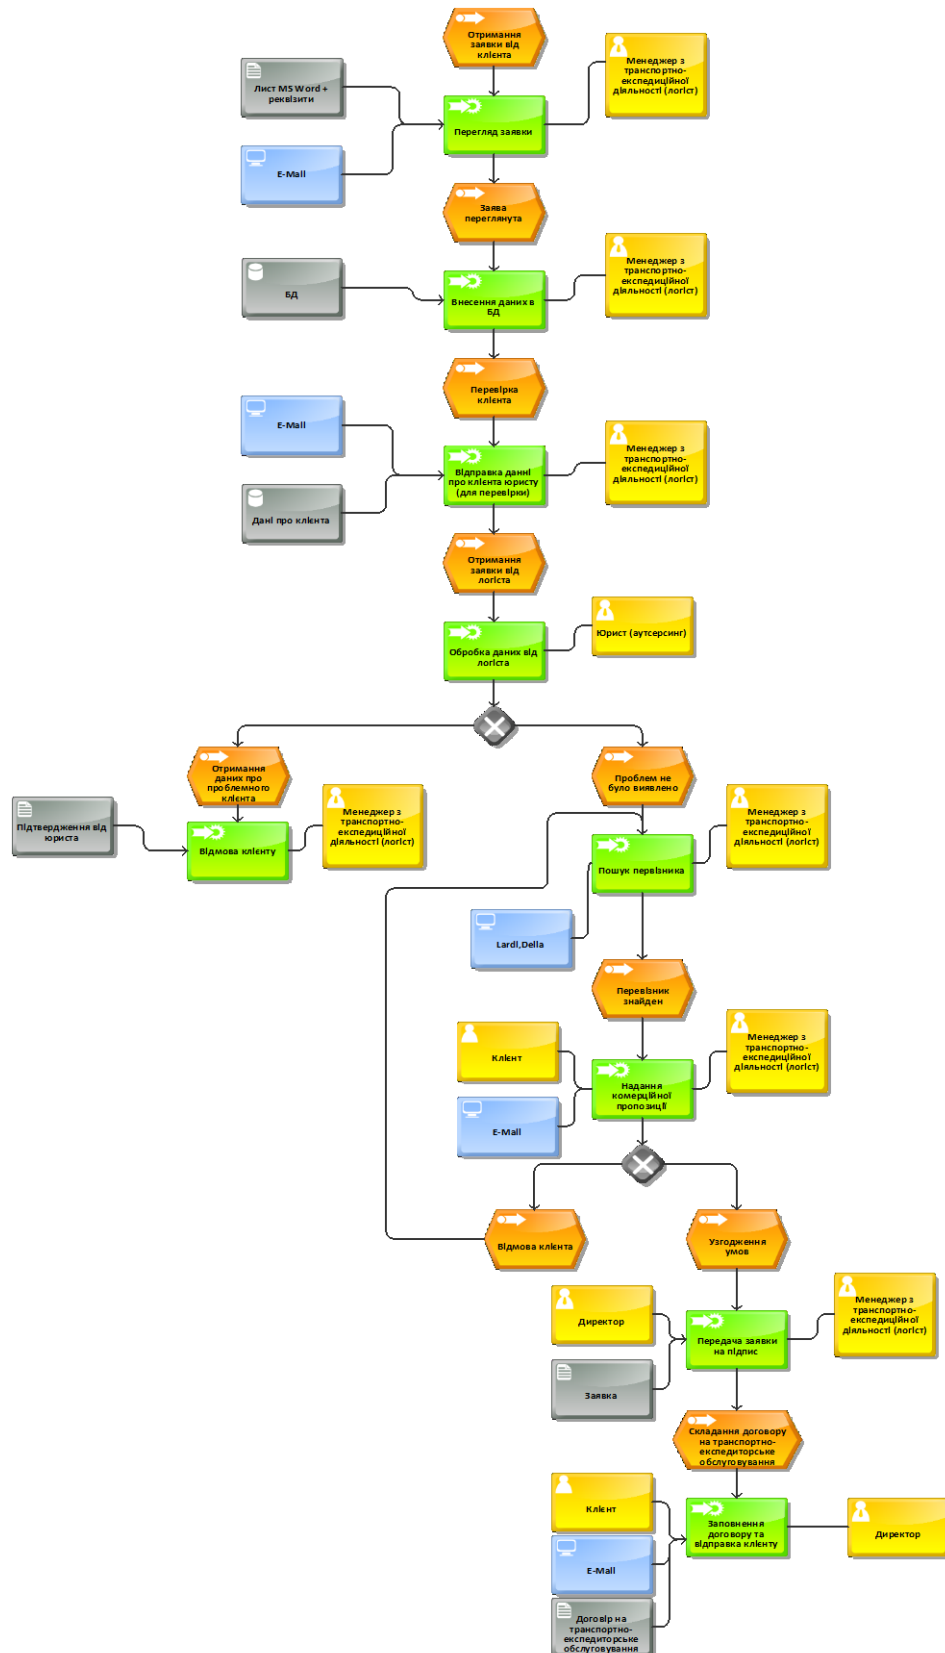 Отримання
заявки від
клієнта
Менеджер з
транспортно-
експедиційної
діяльності (логіст)
Лист MS Word +
реквізити
Перегляд заявки
E-Mail
Заява
переглянута
Менеджер з
транспортно-
експедиційної
діяльності (логіст)
БД
Внесення даних в
БД
Перевірка
клієнта
E-Mail
Менеджер з
транспортно-
експедиційної
діяльності (логіст)
Відправка данні
про клієнта юристу
(для перевірки)
Дані про клієнта
Отримання
заявки від
логіста
Юрист (аутсерсинг)
Обробка даних від
логіста
Отримання
даних про
проблемного
клієнта
Проблем не
було виявлено
Підтвердження від
юриста
Відмова клієнту
Менеджер з
транспортно-
експедиційної
діяльності (логіст)
Пошук первізника
Менеджер з
транспортно-
експедиційної
діяльності (логіст)
Lardi,Della
Перевізник
знайден
Клієнт
Менеджер з
транспортно-
експедиційної
діяльності (логіст)
Надання
комерційної
пропозиції
E-Mail
Відмова клієнта
Узгодження
умов
Директор
Менеджер з
транспортно-
експедиційної
діяльності (логіст)
Передача заявки
на підпис
Заявка
Складання договору
на транспортно-
експедиторське
обслуговування
Клієнт
Заповнення
договору та
відправка клієнту
Директор
E-Mail
Договір на
транспортно-
експедиторське
обслуговування